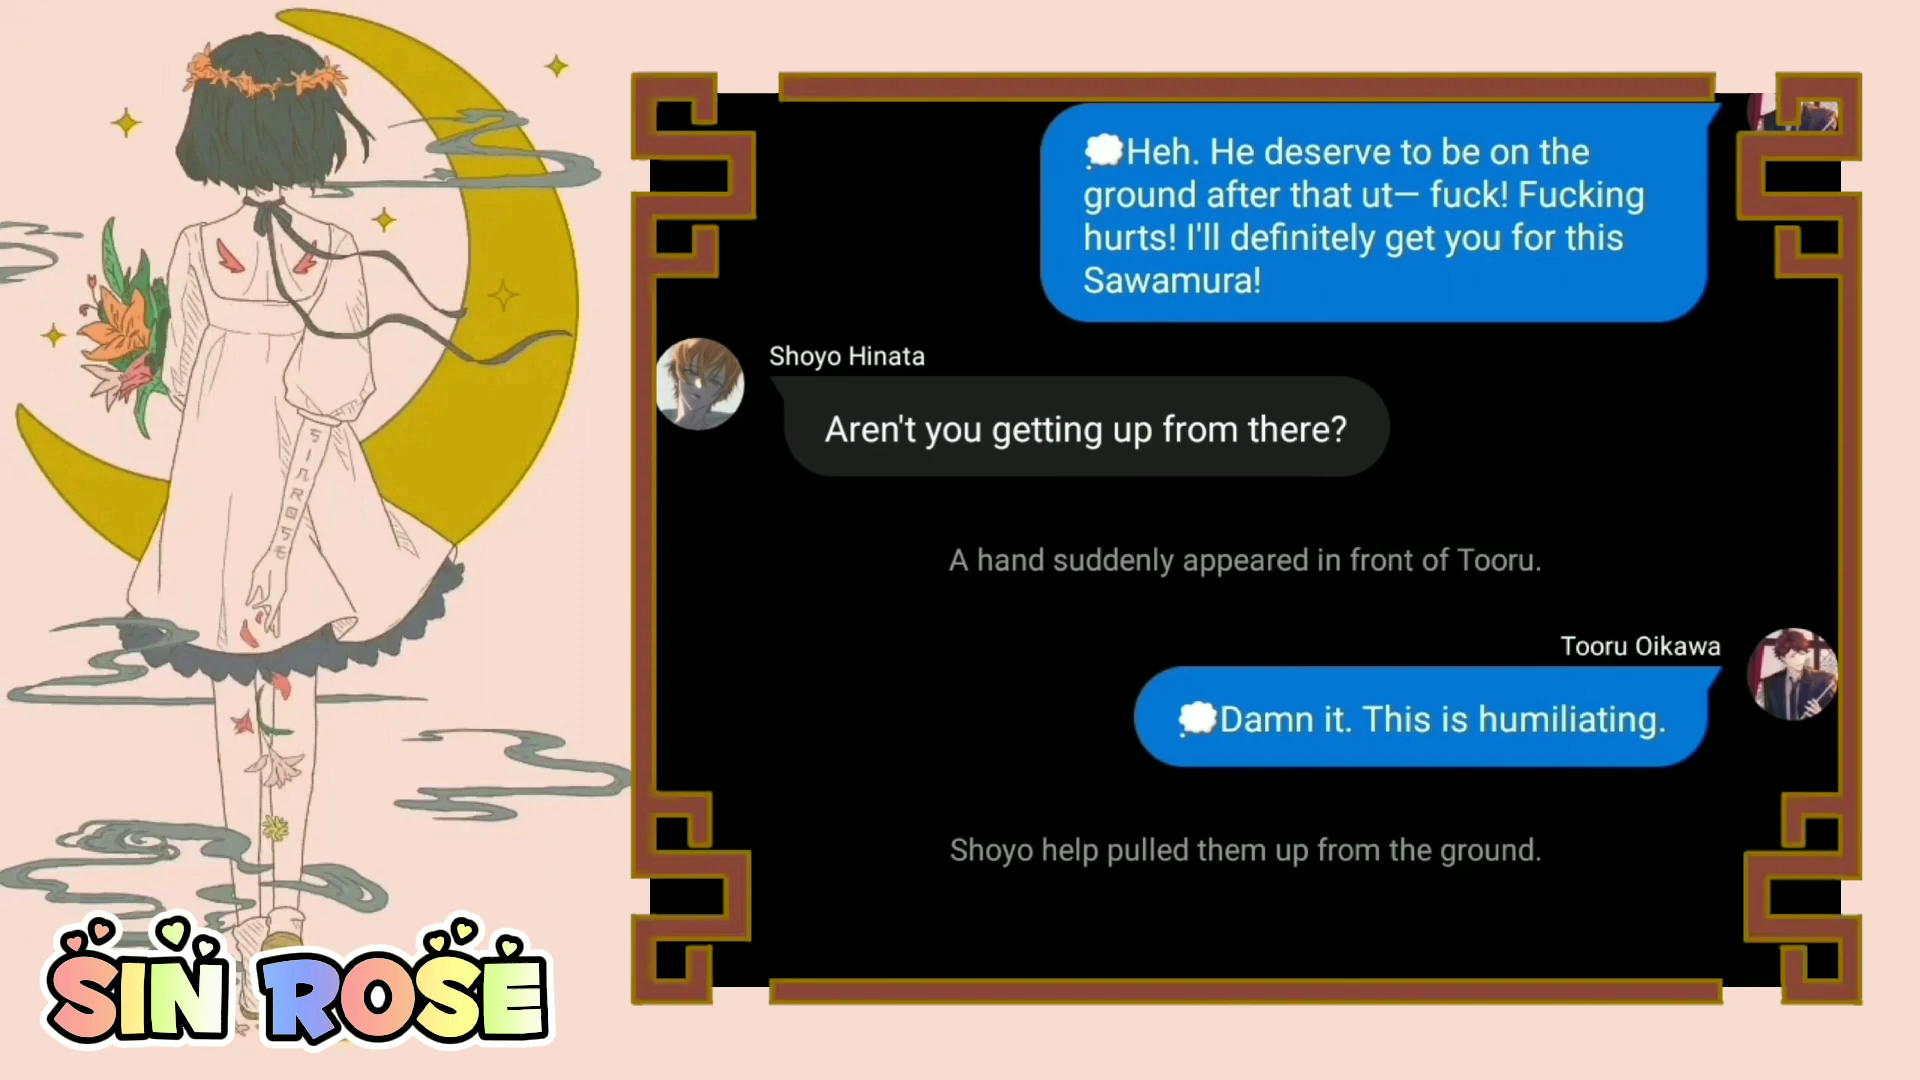 💭Heh. He deserve to be on the
ground after that ut— fuck! Fucking
hurts! I'll definitely get you for this
Sawamura!
Shoyo Hinata
Aren't you getting up from there?
A hand suddenly appeared in front of Tooru.
Tooru Oikawa
💭Damn it. This is humiliating.
Shoyo help pulled them up from the ground.
SINROSE
SIN ROSE